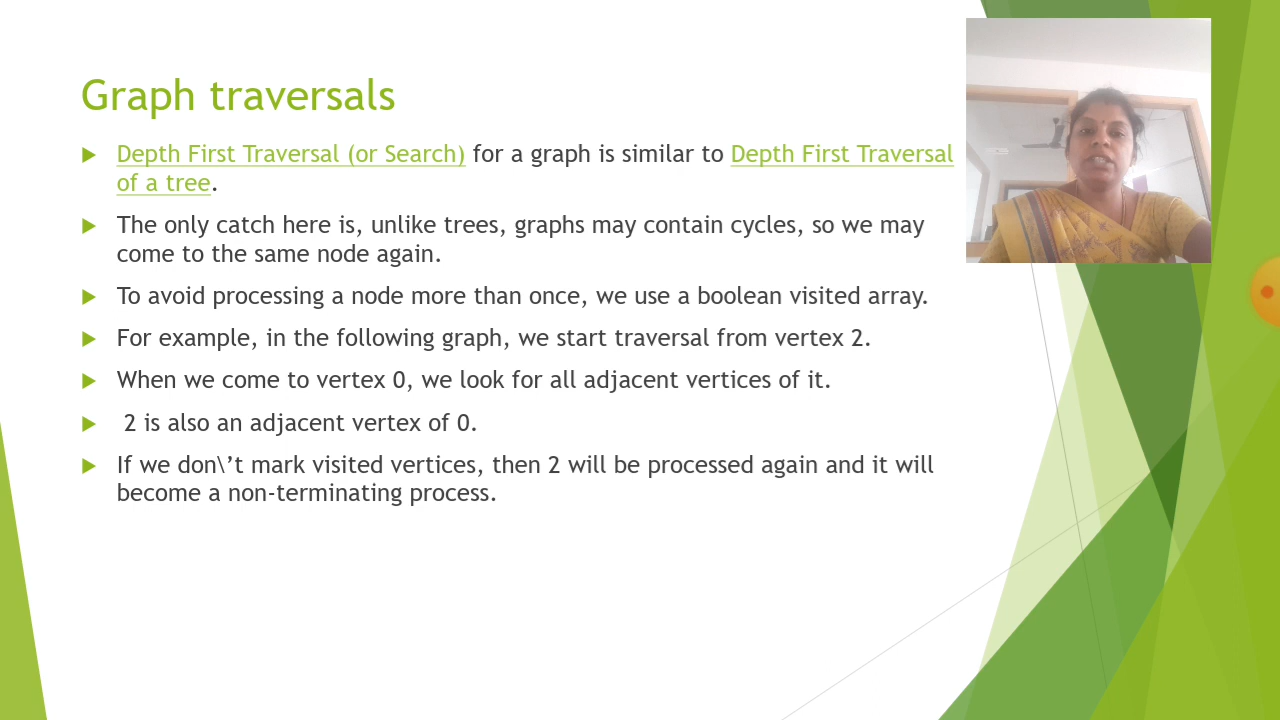 Graph traversals
Depth First Traversal (or Search) for a graph is similar to Depth First Traversal
of a tree.
The only catch here is, unlike trees, graphs may contain cycles, so we may
come to the same node again.
To avoid processing a node more than once, we use a boolean visited array.
For example, in the following graph, we start traversal from vertex 2.
When we come to vertex 0, we look for all adjacent vertices of it.
2 is also an adjacent vertex of 0.
If we don\’t mark visited vertices, then 2 will be processed again and it will
become a non-terminating process.